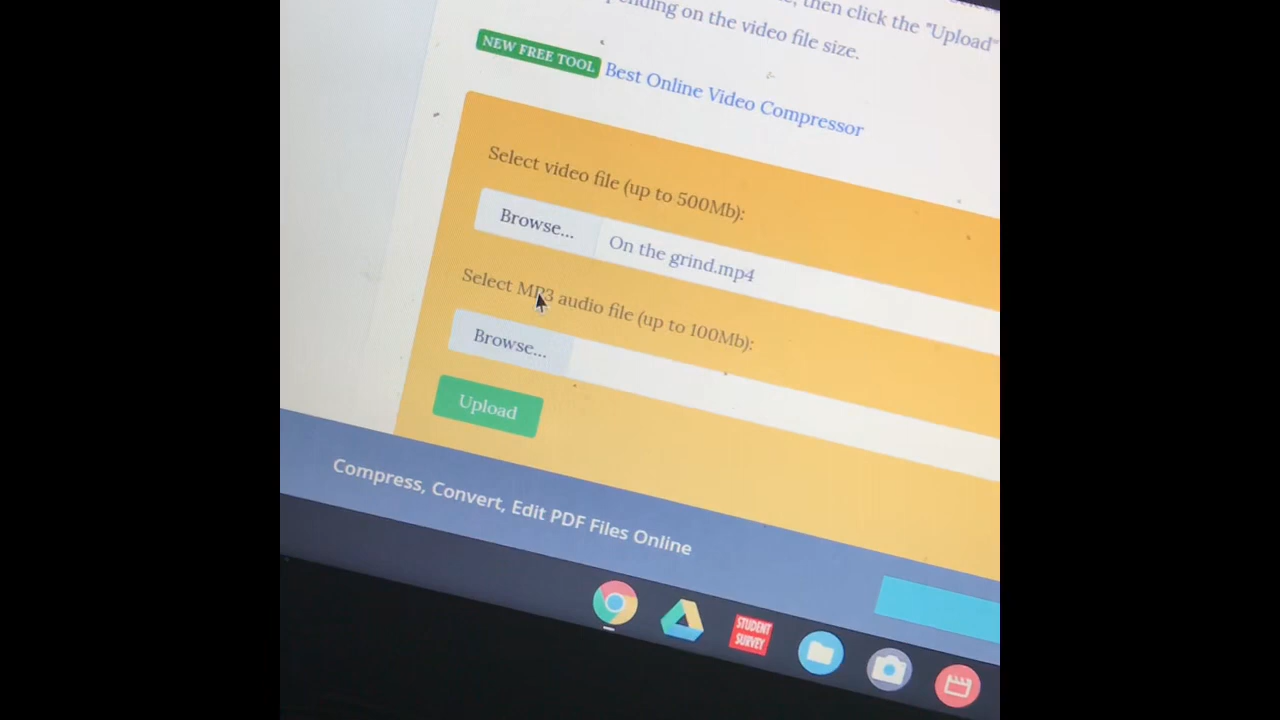 then click the "Upload"
pending on the video file size.
NEW FREE TOOL Best Online Video Compressor
Select video file (up to 500Mb):
Browse... On the grind.mp4
Select MP3 audio file (up to 100Mb):
Browse...
Upload
Compress, Convert, Edit PDF Files Online
STUDENT
SURVEY